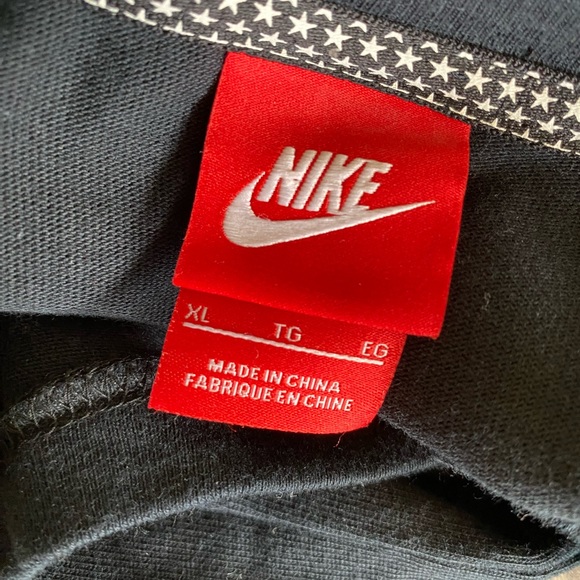 NIKE
XL TG EG
MADE IN CHINA
FABRIQUE EN CHINE